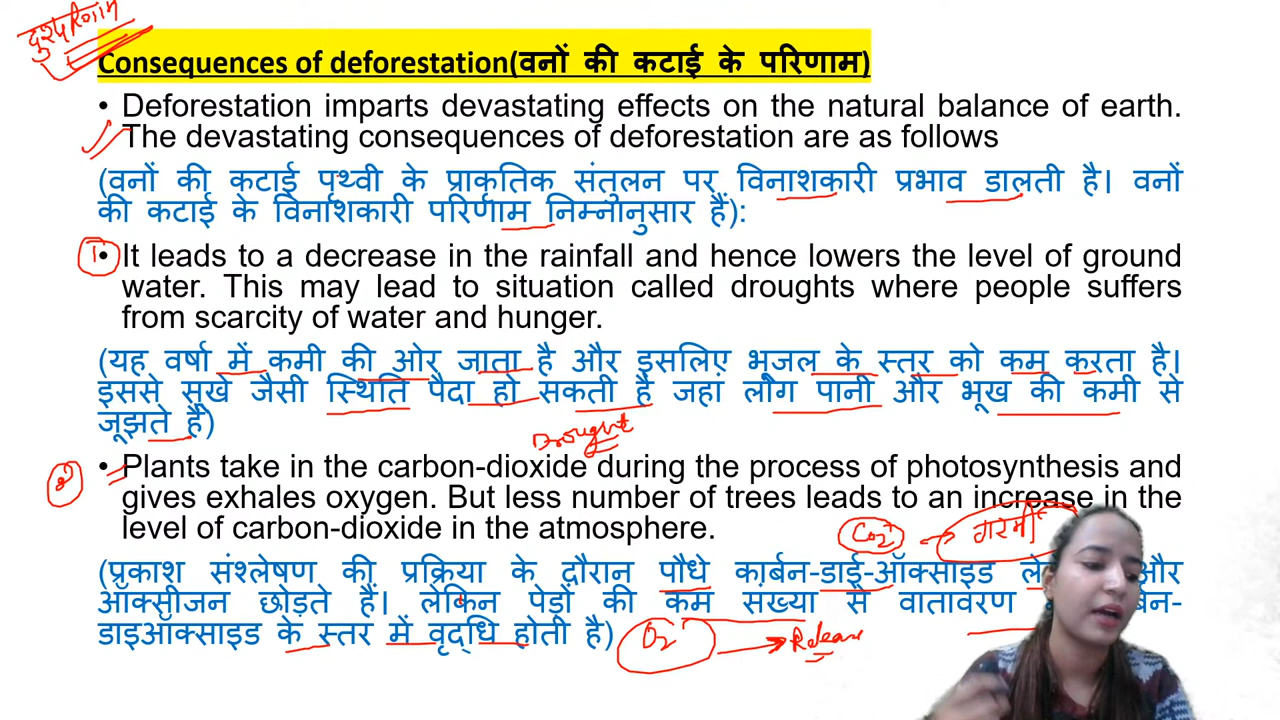 दुष्परिणाम
Consequences of deforestation(वनों की कटाई के परिणाम)
• Deforestation imparts devastating effects on the natural balance of earth.
The devastating consequences of deforestation are as follows
(वनों की कटाई पृथ्वी के प्राकृतिक संतुलन पर विनाशकारी प्रभाव डालती है। वनों
की कटाई के विनाशकारी परिणाम निम्नानुसार हैं):
1
• It leads to a decrease in the rainfall and hence lowers the level of ground
water. This may lead to situation called droughts where people suffers
from scarcity of water and hunger.
(यह वर्षा में कमी की ओर जाता है और इसलिए भूजल के स्तर को कम करता है।
इससे सूखे जैसी स्थिति पैदा हो सकती है जहां लोग पानी और भूख की कमी से
जूझते हैं)
Drought
2
• Plants take in the carbon-dioxide during the process of photosynthesis and
gives exhales oxygen. But less number of trees leads to an increase in the
level of carbon-dioxide in the atmosphere.
CO2 गरमी
(प्रकाश संश्लेषण की प्रक्रिया के दौरान पौधे कार्बन-डाई-ऑक्साइड और
ऑक्सीजन छोड़ते हैं। लेकिन पेड़ों की कम संख्या से वातावरण
डाइऑक्साइड के स्तर में वृद्धि होती है)
O2 Release